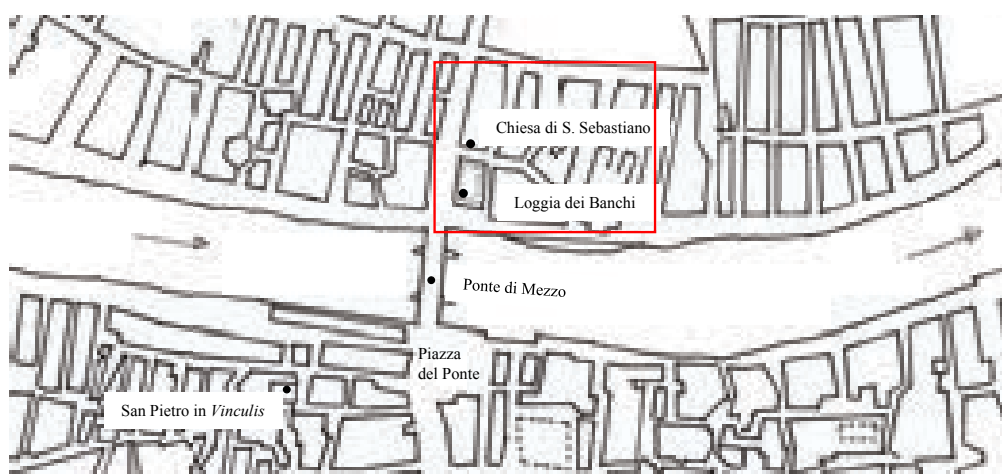 Chiesa di S. Sebastiano
Loggia dei Banchi
Ponte di Mezzo
Piazza
del Ponte
San Pietro in Vinculis